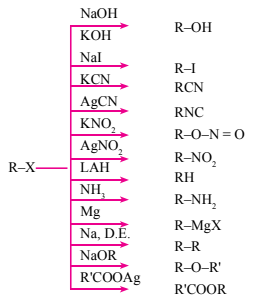 NaOH
KOH R–OH
NaI R–I
KCN RCN
AgCN RNC
KNO₂ R–O–N = O
AgNO₂ R–NO₂
R–X LAH RH
NH₃ R–NH₂
Mg R–MgX
Na, D.E. R–R
NaOR R–O–R'
R'COOAg R'COOR